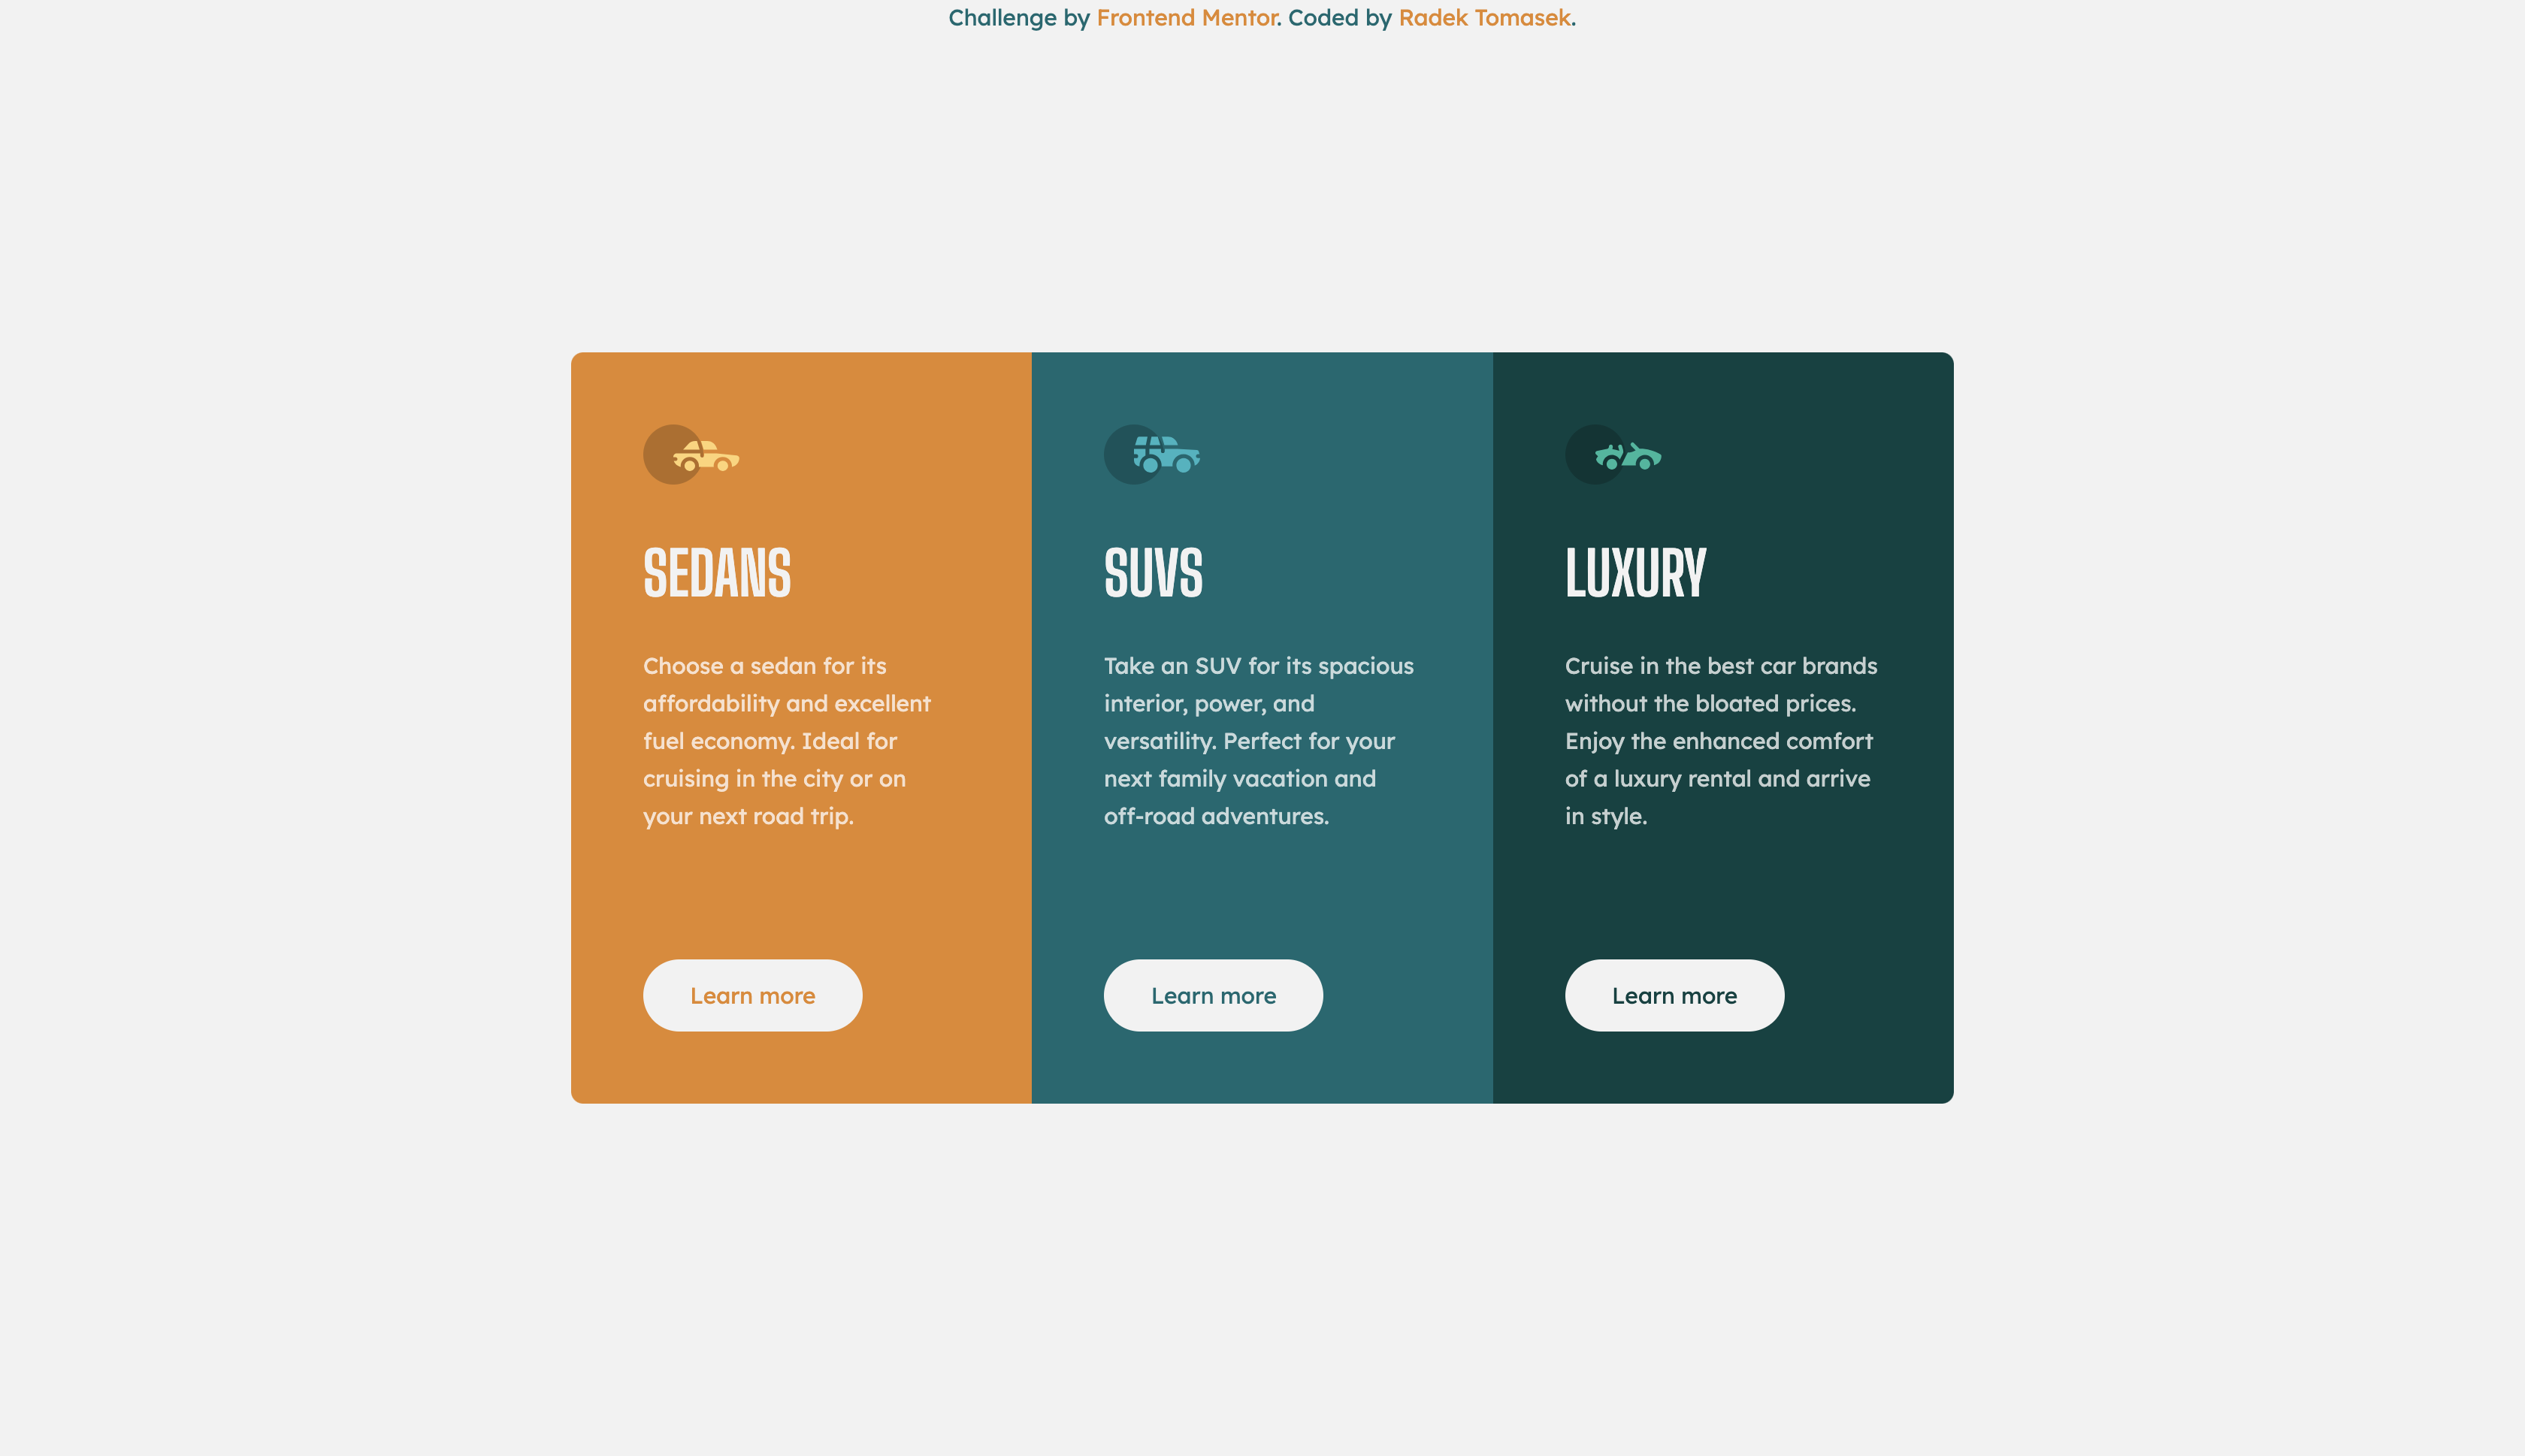 Challenge by Frontend Mentor. Coded by Radek Tomasek.
SEDANS
Choose a sedan for its
affordability and excellent
fuel economy. Ideal for
cruising in the city or on
your next road trip.
Learn more
SUVS
Take an SUV for its spacious
interior, power, and
versatility. Perfect for your
next family vacation and
off-road adventures.
Learn more
LUXURY
Cruise in the best car brands
without the bloated prices.
Enjoy the enhanced comfort
of a luxury rental and arrive
in style.
Learn more